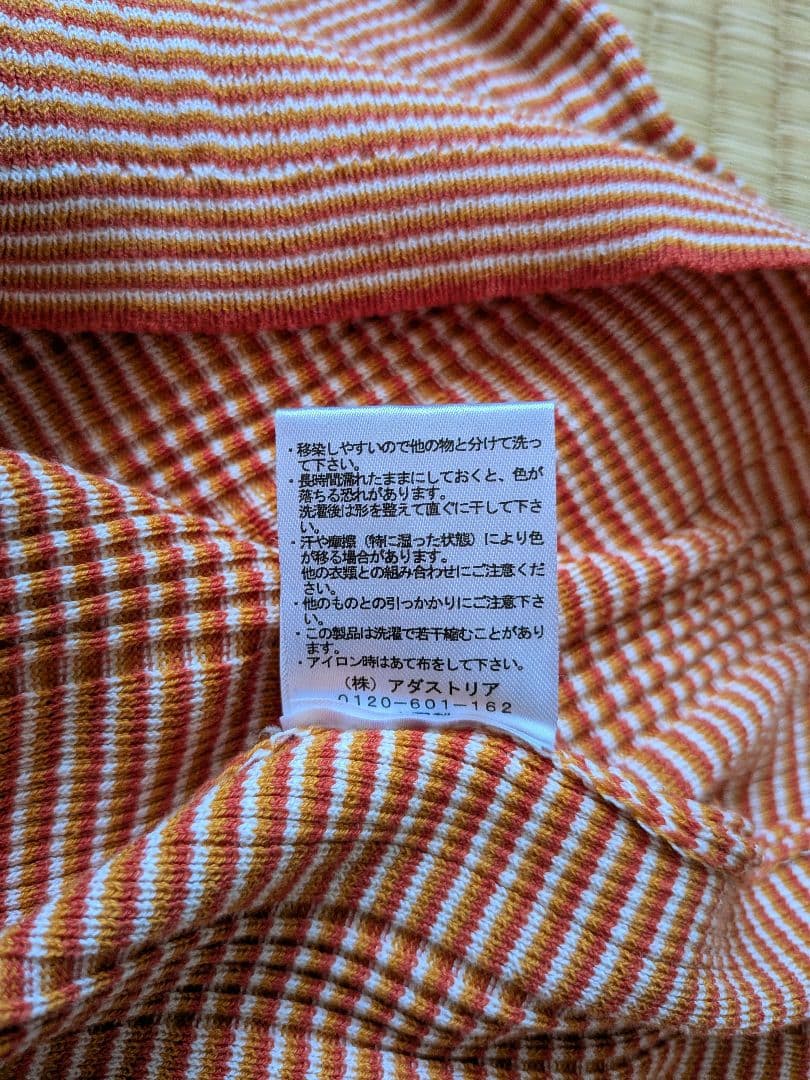 ・移染しやすいので他の物と分けて洗っ
て下さい。
・長時間濡れたままにしておくと、色が
落ちる恐れがあります。
洗濯後は形を整えて直ぐに干して下さ
い。
・汗や摩擦（特に湿った状態）により色
が移る場合があります。
他の衣類との組み合わせにご注意くだ
さい。
・他のものとの引っかかりにご注意下さ
い。
・この製品は洗濯で若干縮むことがあり
ます。
・アイロン時はあて布をして下さい。
（株）アダストリア
0120-601-162